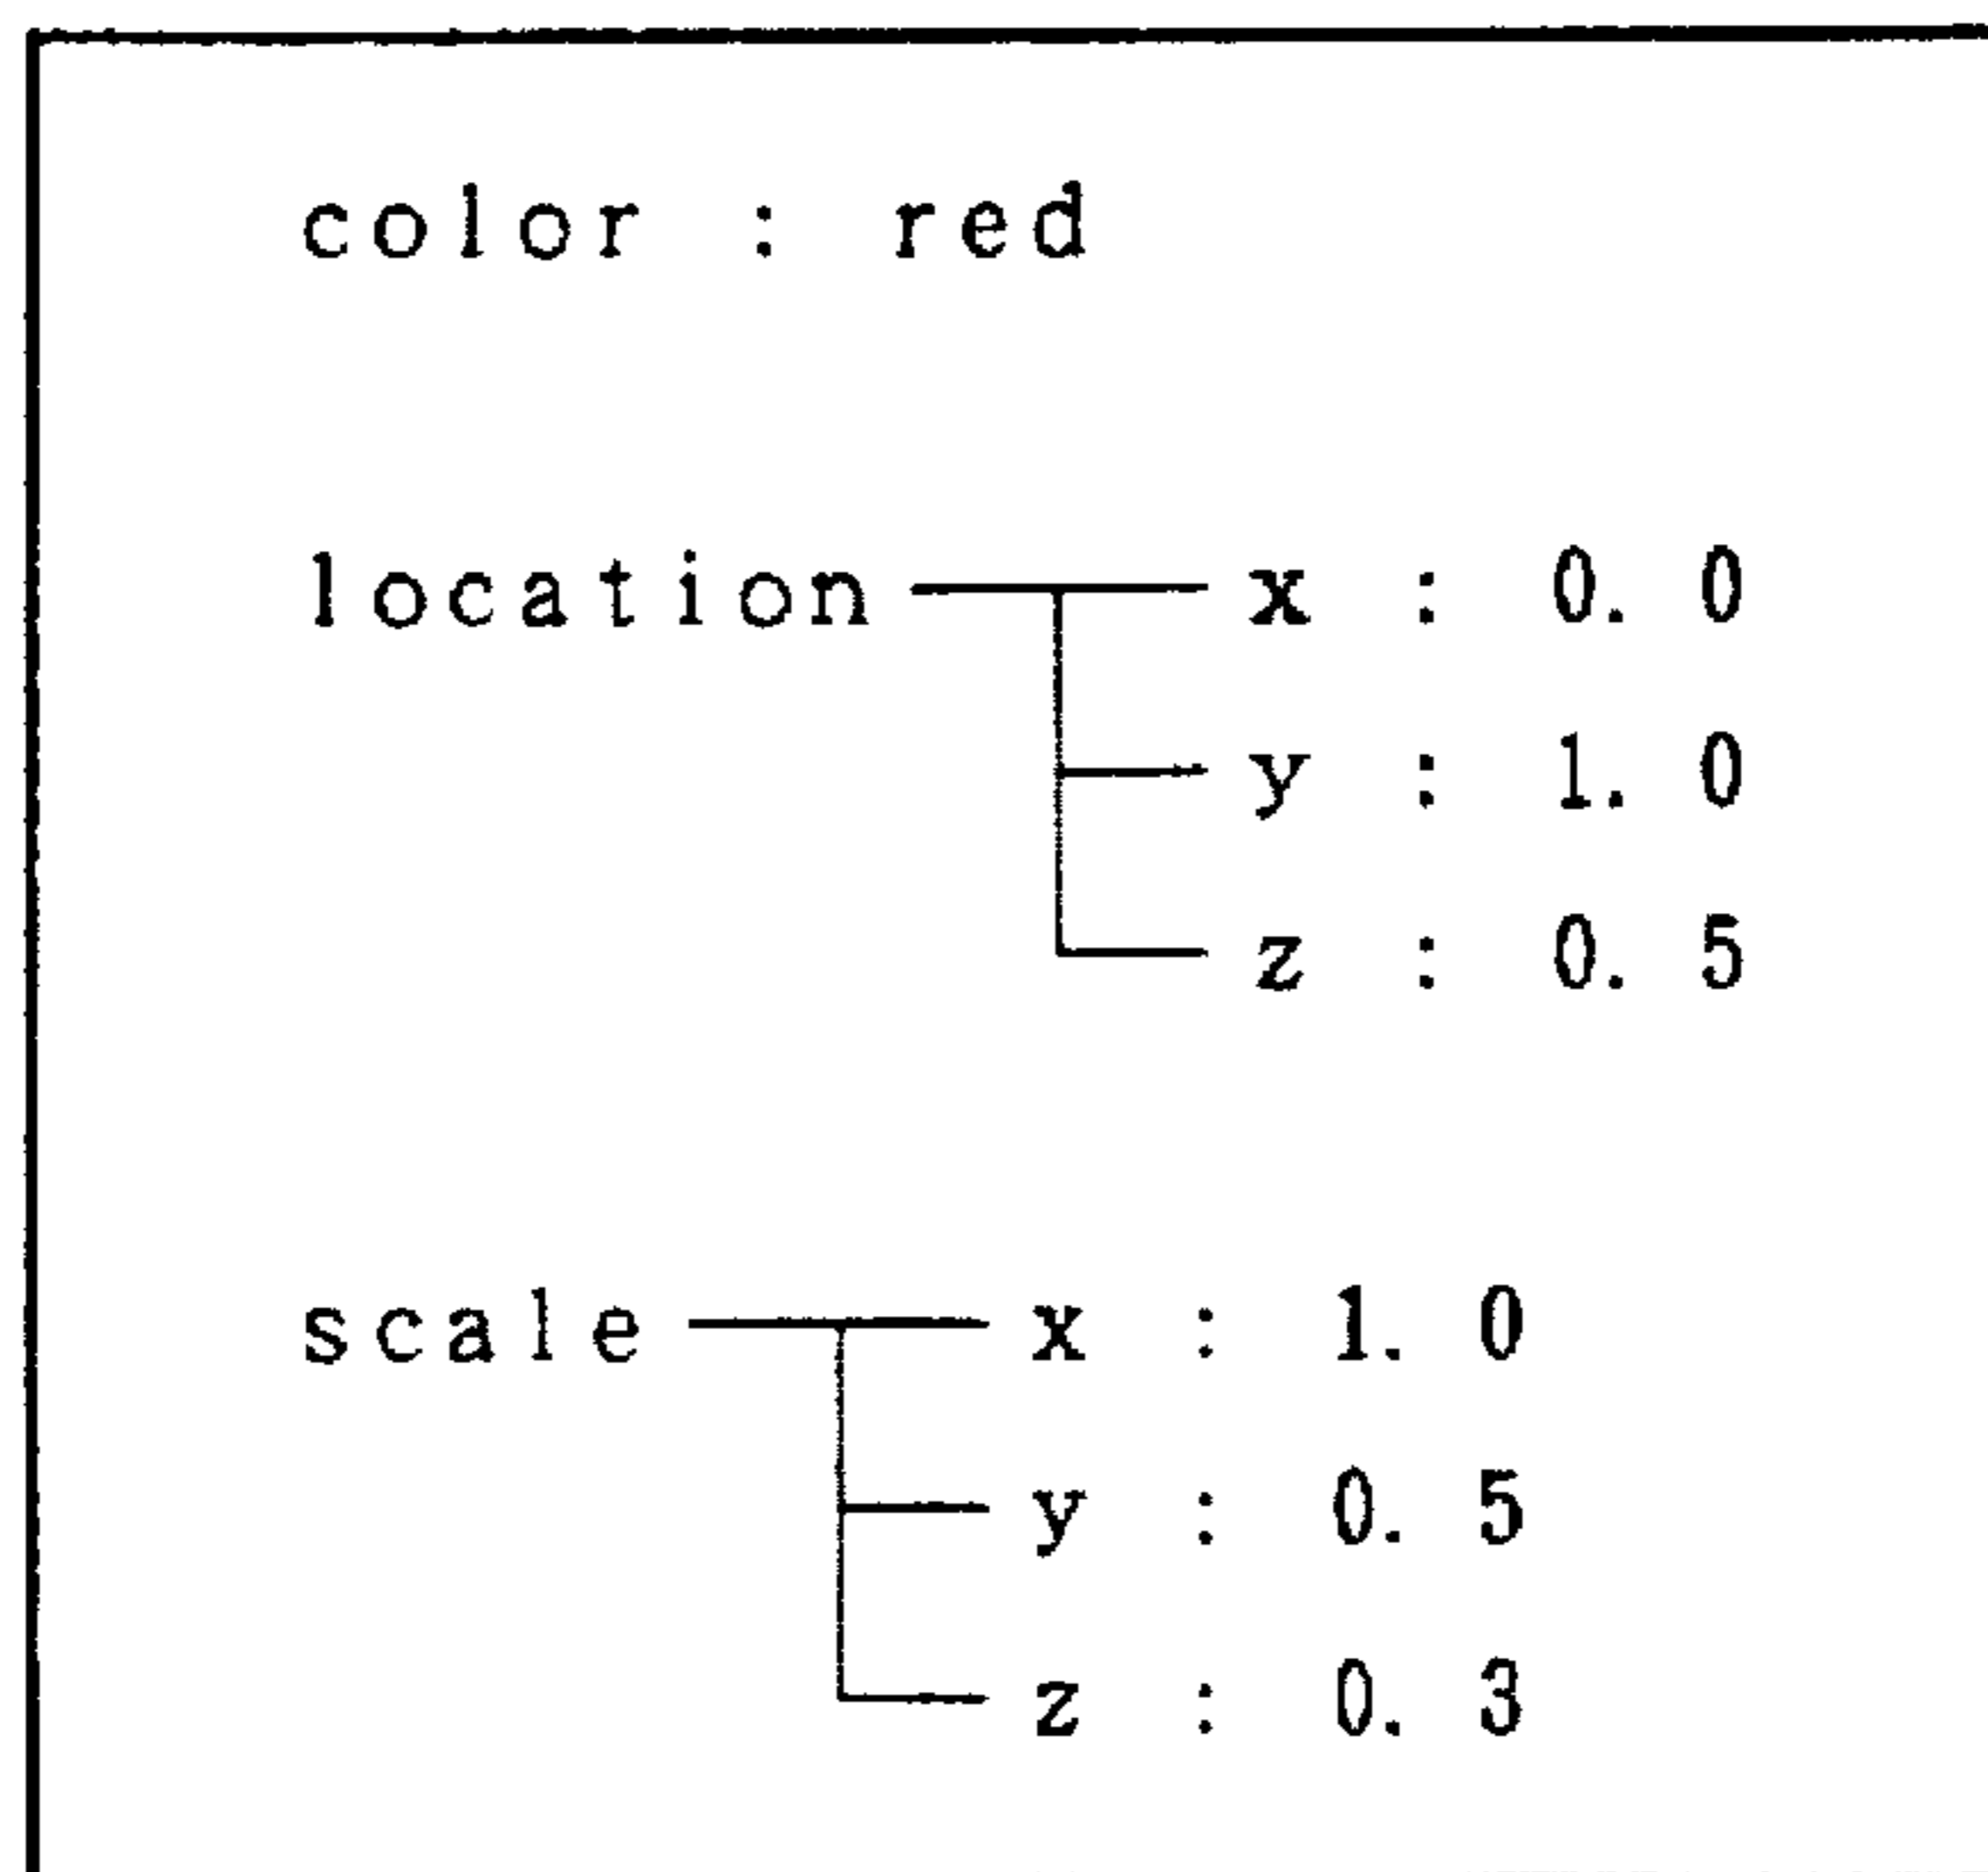 color : red
location x : 0.0
y : 1.0
z : 0.5
scale x : 1.0
y : 0.5
z : 0.3